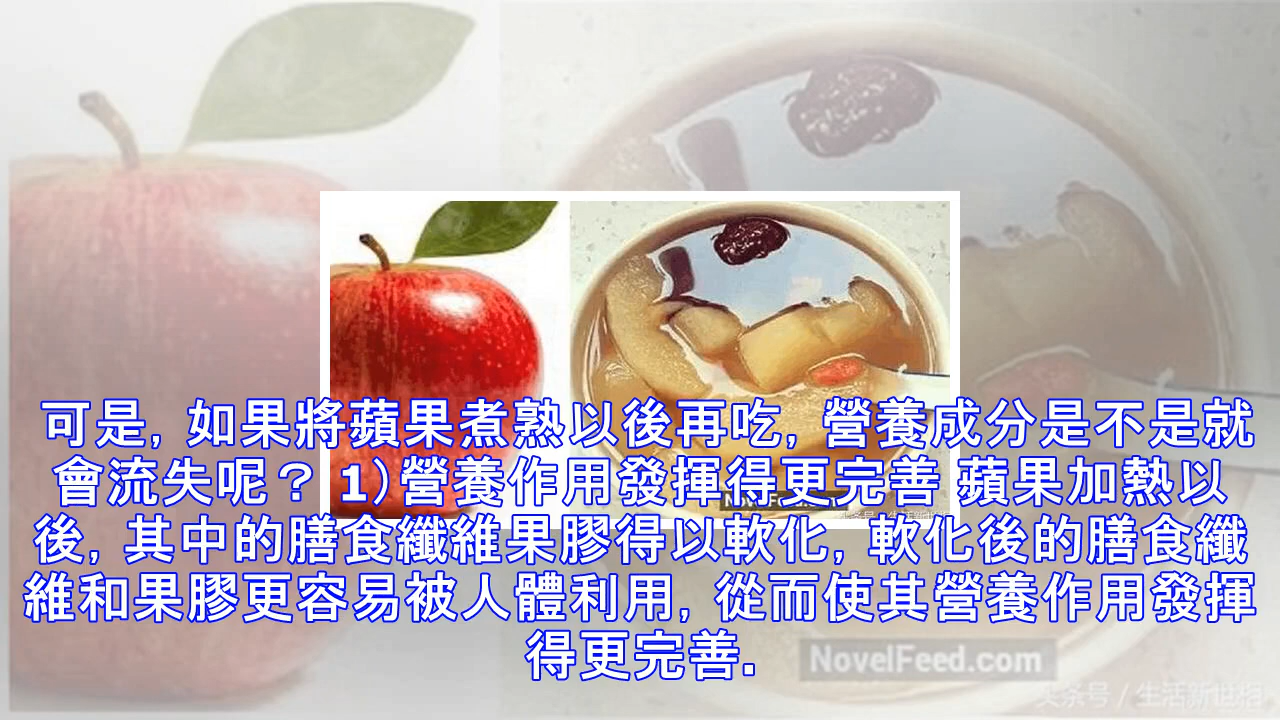 可是, 如果將蘋果煮熟以後再吃, 營養成分是不是就
會流失呢？ 1)營養作用發揮得更完善 蘋果加熱以
後, 其中的膳食纖維果膠得以軟化, 軟化後的膳食纖
維和果膠更容易被人體利用, 從而使其營養作用發揮
得更完善.
NovelFeed.com
头条号 / 生活新世相